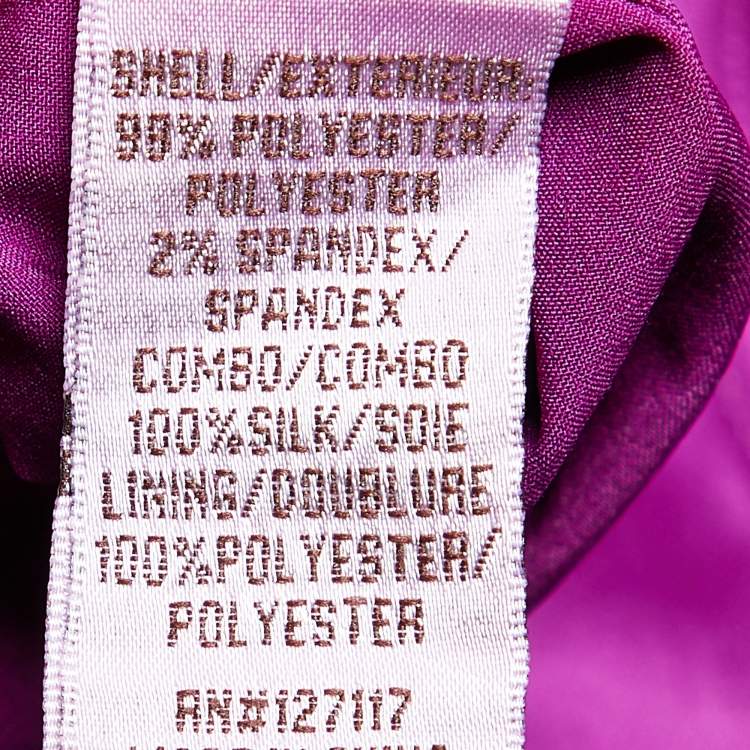 SHELL/EXTERIEUR:
98% POLYESTER/
POLYESTER
2% SPANDEX/
SPANDEX
COMBO/COMBO
100%SILK/SOIE
LINING/DOUBLURE
100%POLYESTER/
POLYESTER
RN#127117